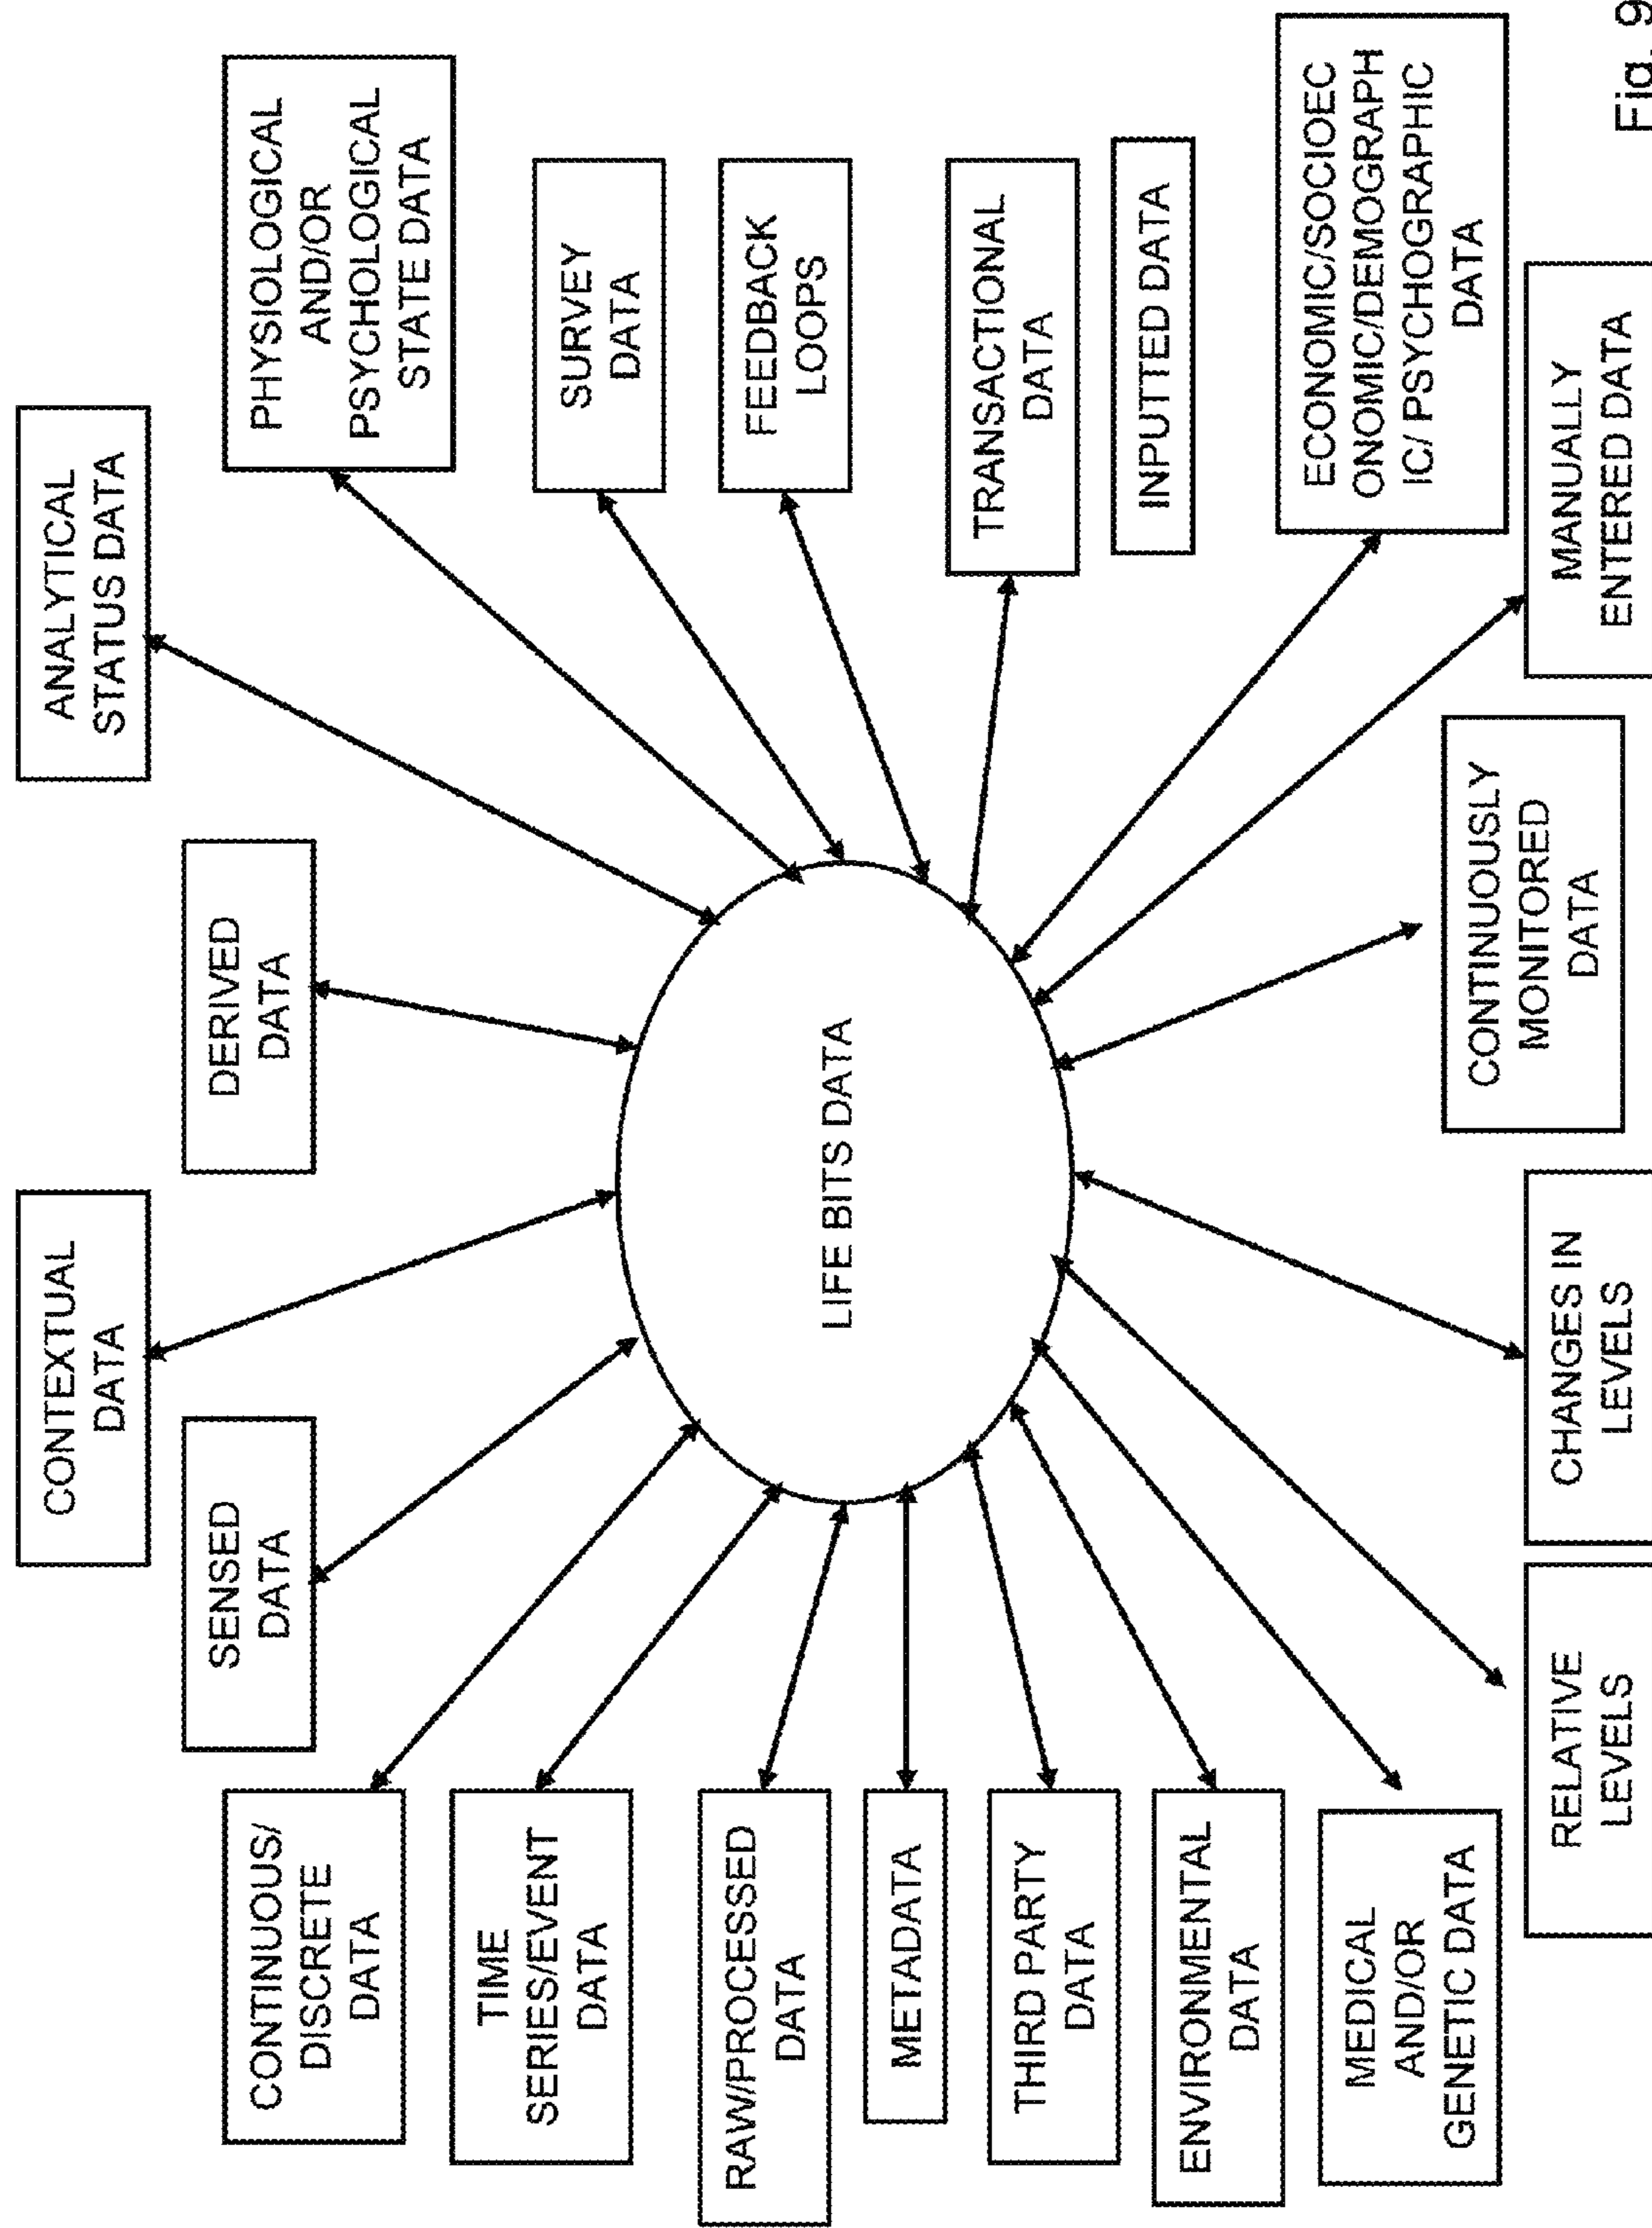 CONTEXTUAL
DATA
ANALYTICAL
STATUS DATA
SENSED
DATA
DERIVED
DATA
CONTINUOUS/
DISCRETE
DATA
PHYSIOLOGICAL
AND/OR
PSYCHOLOGICAL
STATE DATA
TIME
SERIES/EVENT
DATA
SURVEY
DATA
RAW/PROCESSED
DATA
FEEDBACK
LOOPS
LIFE BITS DATA
METADATA
TRANSACTIONAL
DATA
THIRD PARTY
DATA
INPUTTED DATA
ENVIRONMENTAL
DATA
ECONOMIC/SOCIOEC
ONOMIC/DEMOGRAPH
IC/ PSYCHOGRAPHIC
DATA
MEDICAL
AND/OR
GENETIC DATA
CONTINUOUSLY
MONITORED
DATA
RELATIVE
LEVELS
CHANGES IN
LEVELS
MANUALLY
ENTERED DATA
Fig. 9